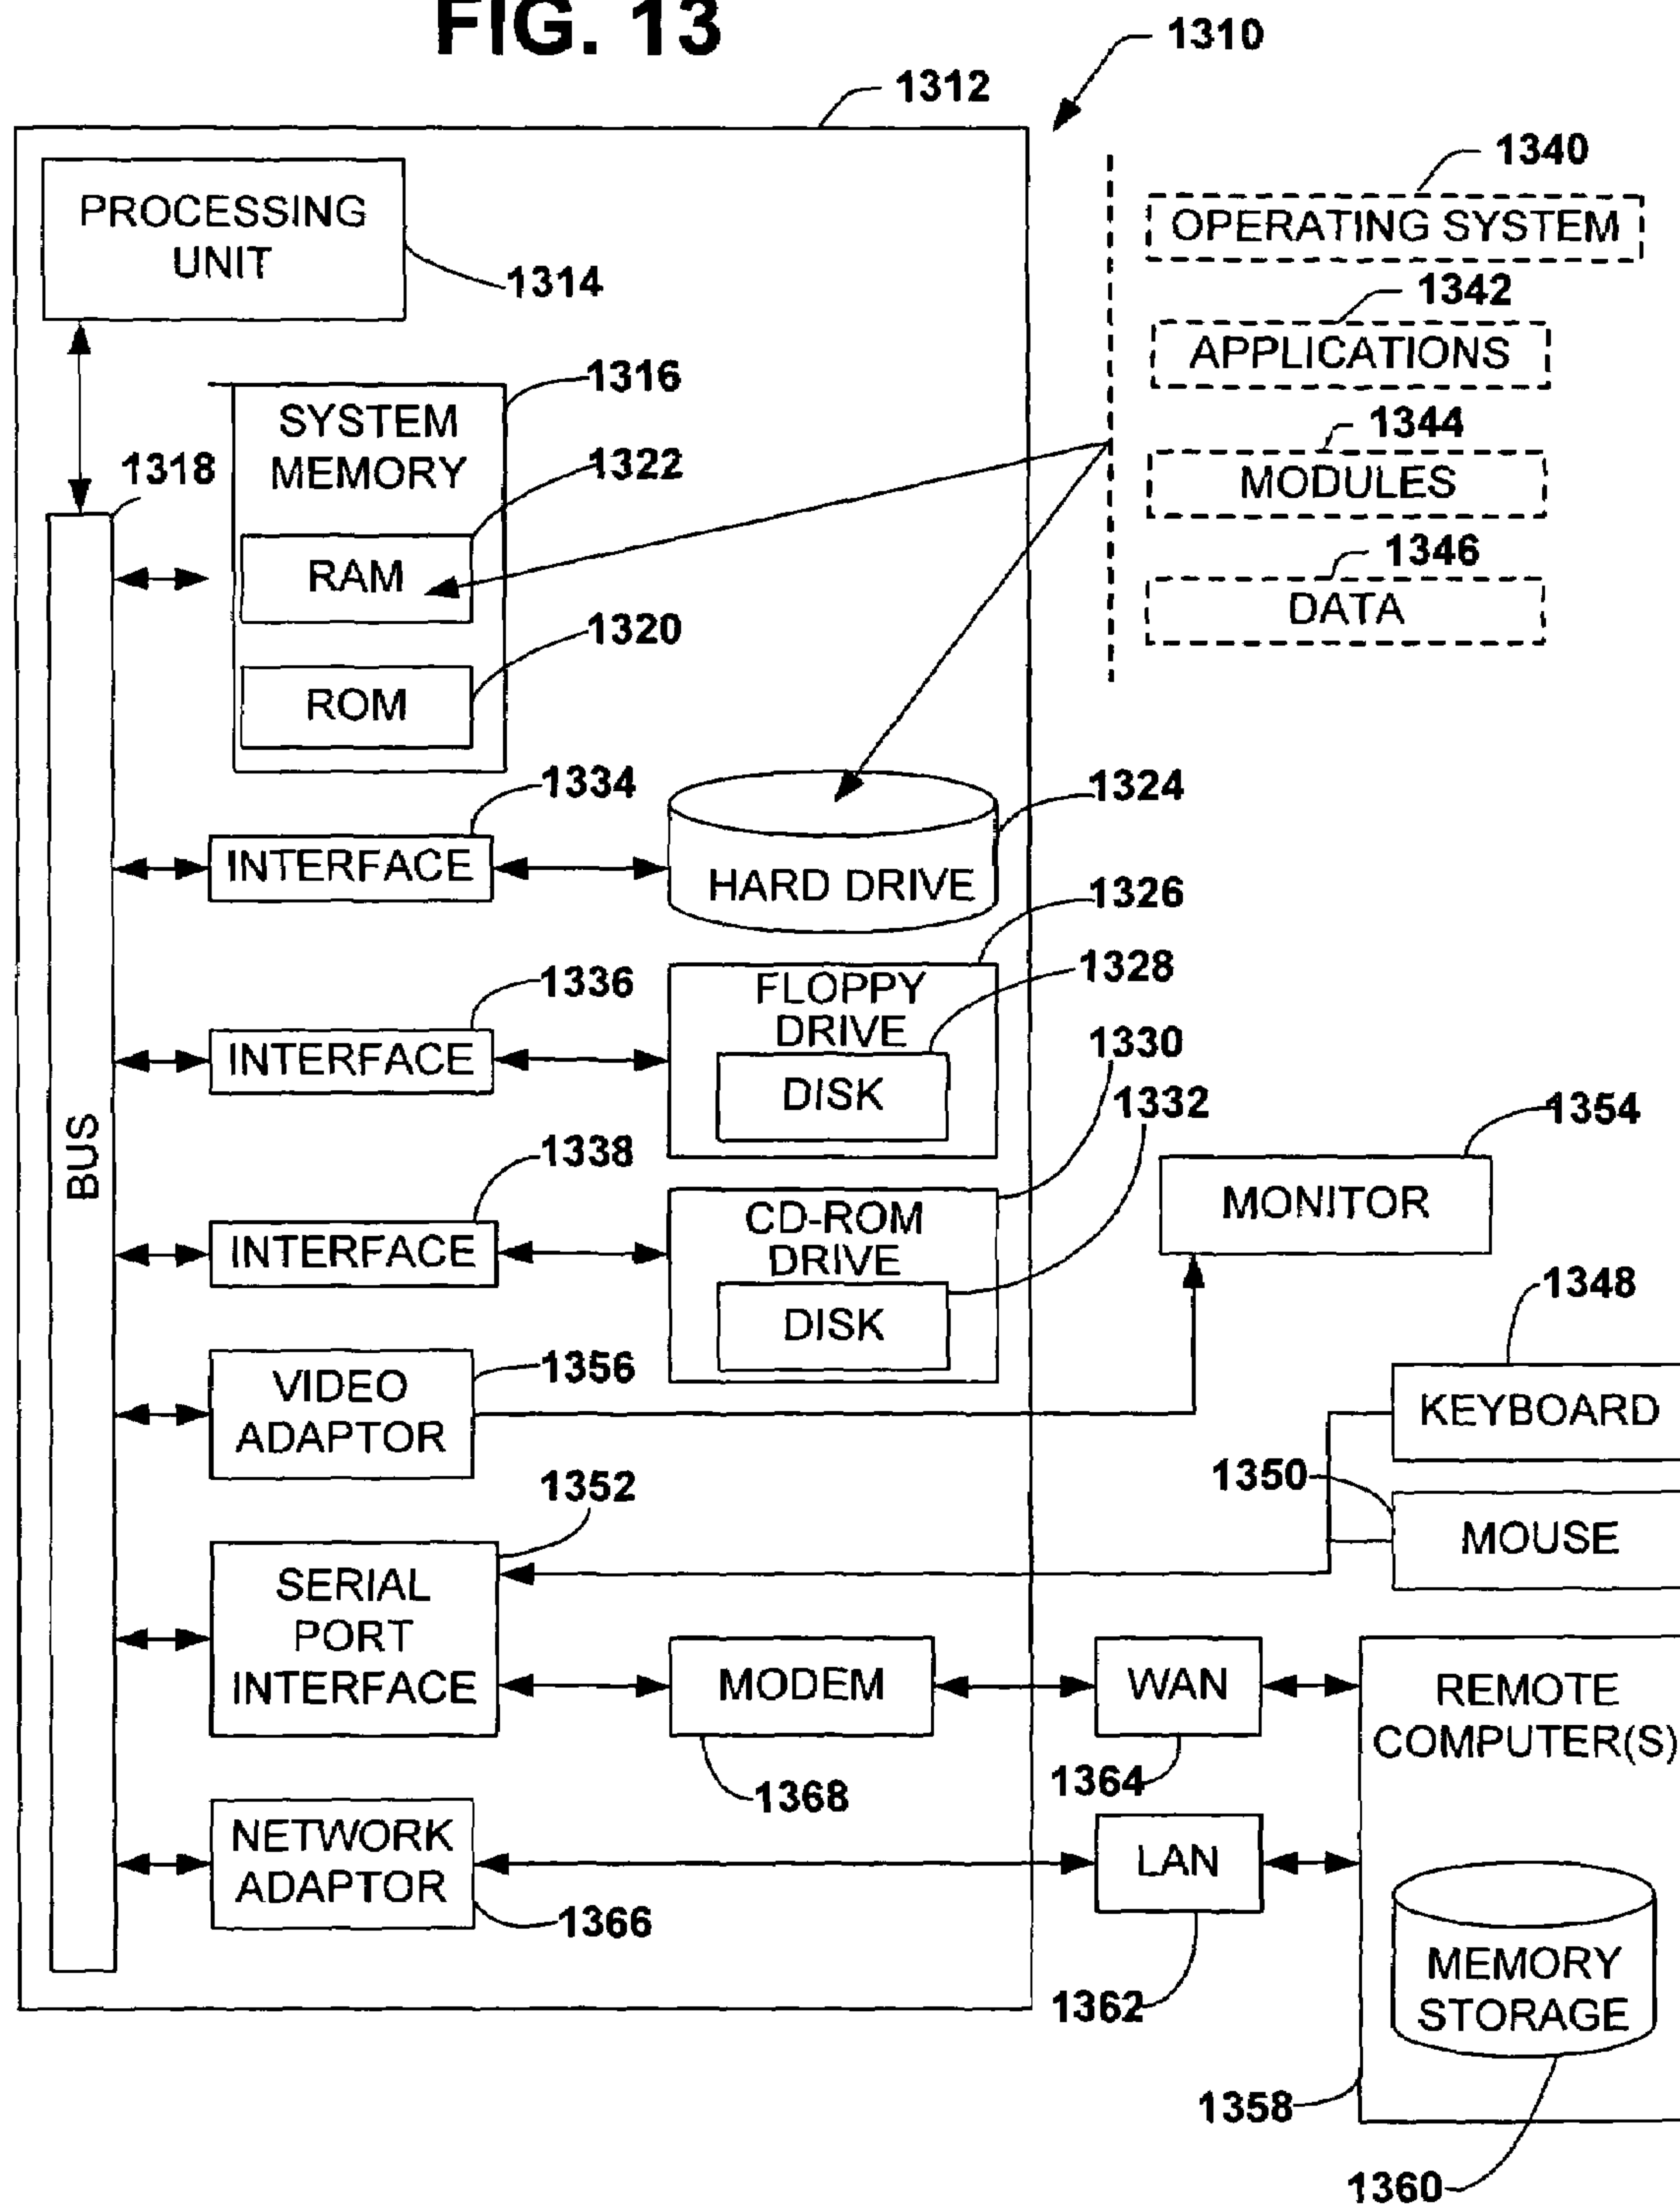 FIG. 13
1310
1312
1340
PROCESSING
UNIT
1314
OPERATING SYSTEM
1342
APPLICATIONS
1316
SYSTEM
MEMORY
1344
MODULES
1318
1322
RAM
1346
DATA
1320
ROM
1334
INTERFACE
1324
HARD DRIVE
1326
1336
INTERFACE
FLOPPY
DRIVE
1328
DISK
1330
1332
BUS
1338
INTERFACE
CD-ROM
DRIVE
DISK
1354
MONITOR
1348
KEYBOARD
1356
VIDEO
ADAPTOR
1350
MOUSE
1352
SERIAL
PORT
INTERFACE
MODEM
1368
WAN
1364
REMOTE
COMPUTER(S)
NETWORK
ADAPTOR
1366
LAN
1362
MEMORY
STORAGE
1358
1360